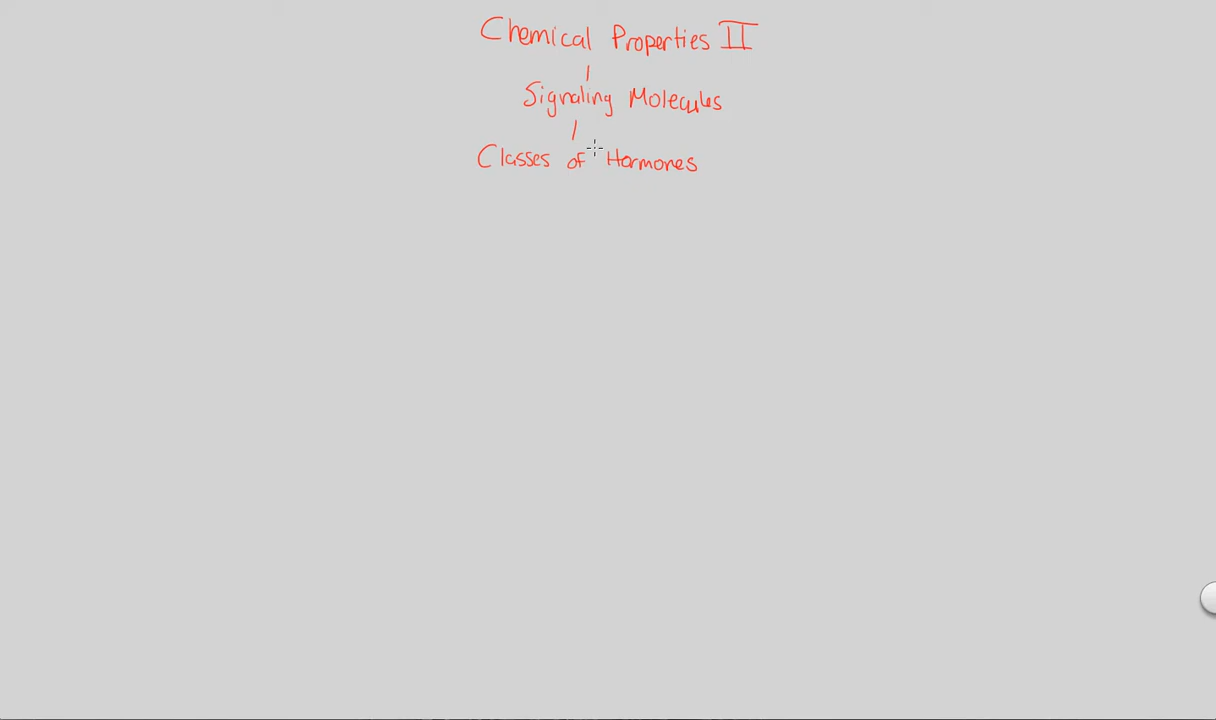 Chemical Properties II
Signaling Molecules
Classes of Hormones